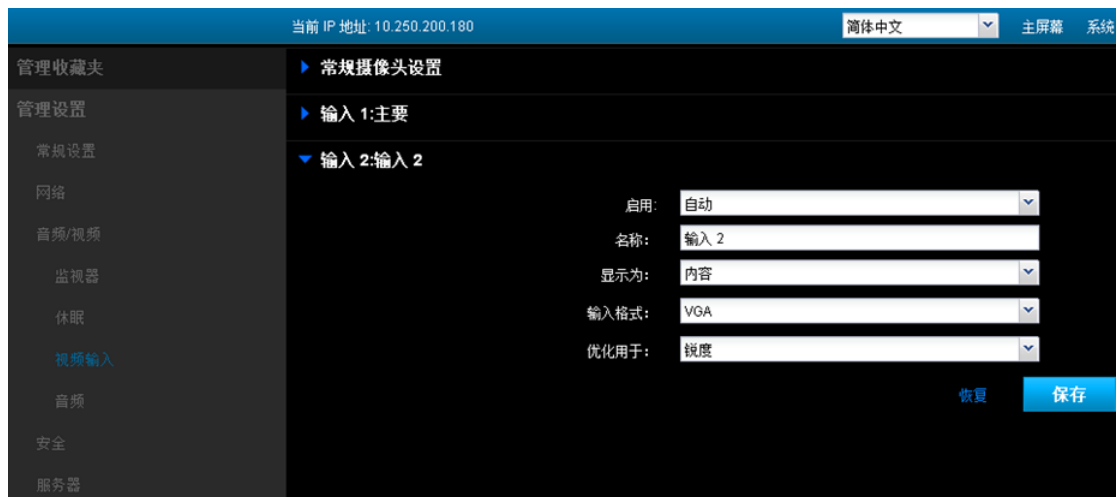 当前 IP 地址: 10.250.200.180
简体中文
主屏幕
系统
管理收藏夹
管理设置
常规设置
网络
音频/视频
监视器
休眠
视频输入
音频
安全
服务器
常规摄像头设置
输入 1:主要
输入 2:输入 2
启用: 自动
名称: 输入 2
显示为: 内容
输入格式: VGA
优化用于: 锐度
恢复
保存